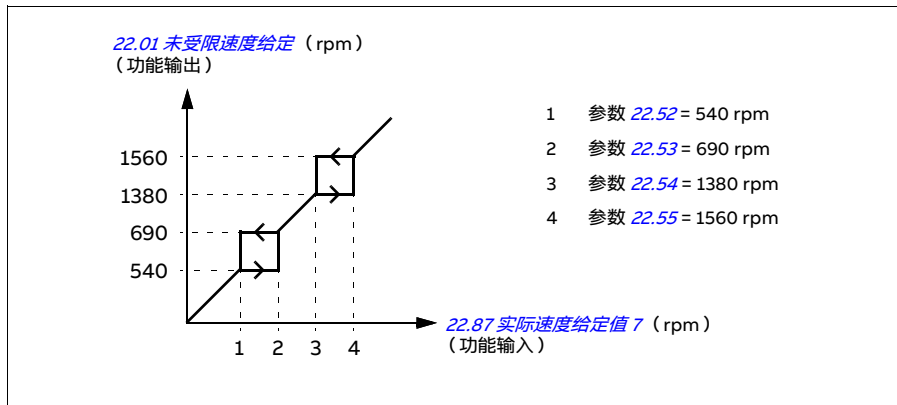 22.01 未受限速度给定（rpm）
（功能输出）
1 参数 22.52 = 540 rpm
2 参数 22.53 = 690 rpm
3 参数 22.54 = 1380 rpm
4 参数 22.55 = 1560 rpm
1560
1380
690
540
22.87 实际速度给定值 7（rpm）
（功能输入）
1 2 3 4